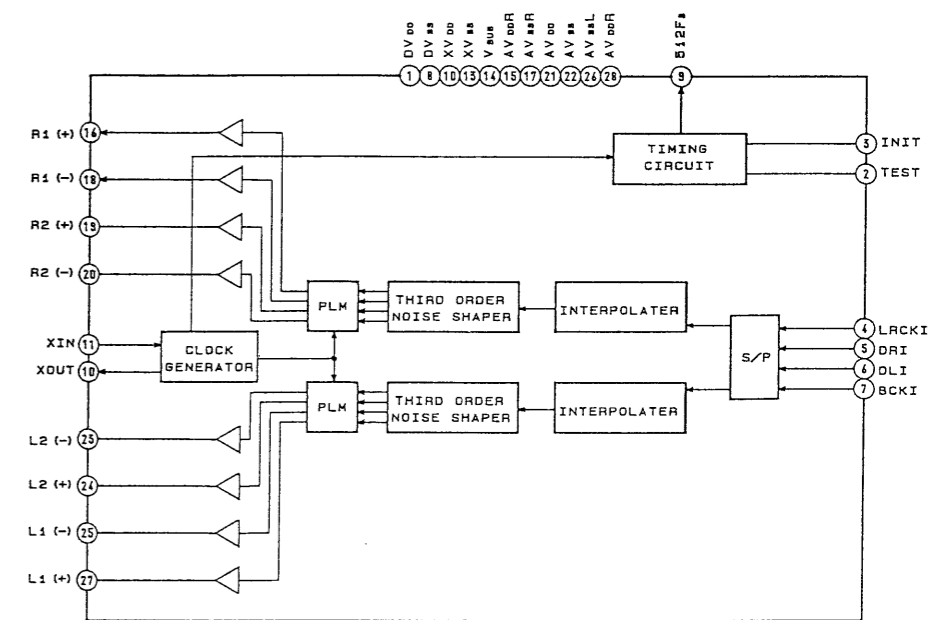 DVDD
DVSS
XVDD
XVSS
VSUB
AVDDR
AVSSR
AVDD
AVSS
AVSSL
AVDDR
512Fs
1 8 10 13 14 15 17 21 22 26 28
9
R1 (+) 16
R1 (-) 18
R2 (+) 19
R2 (-) 20
XIN 11
XOUT 10
L2 (-) 23
L2 (+) 24
L1 (-) 25
L1 (+) 27
TIMING
CIRCUIT
3 INIT
2 TEST
PLM
THIRD ORDER
NOISE SHAPER
INTERPOLATER
CLOCK
GENERATOR
S/P
4 LRCKI
5 DRI
6 DLI
7 BCKI
PLM
THIRD ORDER
NOISE SHAPER
INTERPOLATER